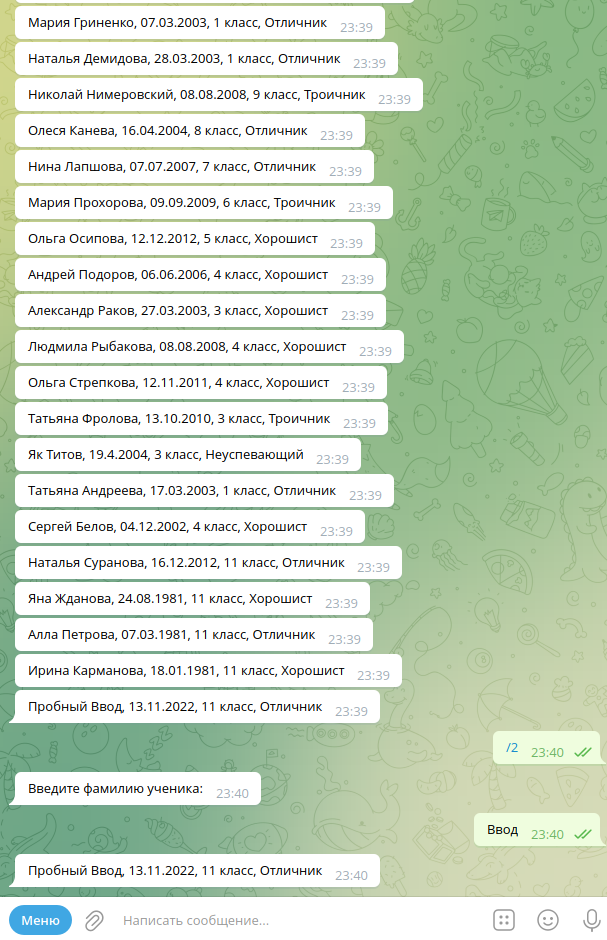 Мария Гриненко, 07.03.2003, 1 класс, Отличник 23:39
Наталья Демидова, 28.03.2003, 1 класс, Отличник 23:39
Николай Нимеровский, 08.08.2008, 9 класс, Троичник 23:39
Олеся Канева, 16.04.2004, 8 класс, Отличник 23:39
Нина Лапшова, 07.07.2007, 7 класс, Отличник 23:39
Мария Прохорова, 09.09.2009, 6 класс, Троичник 23:39
Ольга Осипова, 12.12.2012, 5 класс, Хорошист 23:39
Андрей Подоров, 06.06.2006, 4 класс, Хорошист 23:39
Александр Раков, 27.03.2003, 3 класс, Хорошист 23:39
Людмила Рыбакова, 08.08.2008, 4 класс, Хорошист 23:39
Ольга Стрепкова, 12.11.2011, 4 класс, Хорошист 23:39
Татьяна Фролова, 13.10.2010, 3 класс, Троичник 23:39
Як Титов, 19.4.2004, 3 класс, Неуспевающий 23:39
Татьяна Андреева, 17.03.2003, 1 класс, Отличник 23:39
Сергей Белов, 04.12.2002, 4 класс, Хорошист 23:39
Наталья Суранова, 16.12.2012, 11 класс, Отличник 23:39
Яна Жданова, 24.08.1981, 11 класс, Хорошист 23:39
Алла Петрова, 07.03.1981, 11 класс, Отличник 23:39
Ирина Карманова, 18.01.1981, 11 класс, Хорошист 23:39
Пробный Ввод, 13.11.2022, 11 класс, Отличник 23:39
/2 23:40
Введите фамилию ученика: 23:40
Ввод 23:40
Пробный Ввод, 13.11.2022, 11 класс, Отличник 23:40
Меню Написать сообщение...